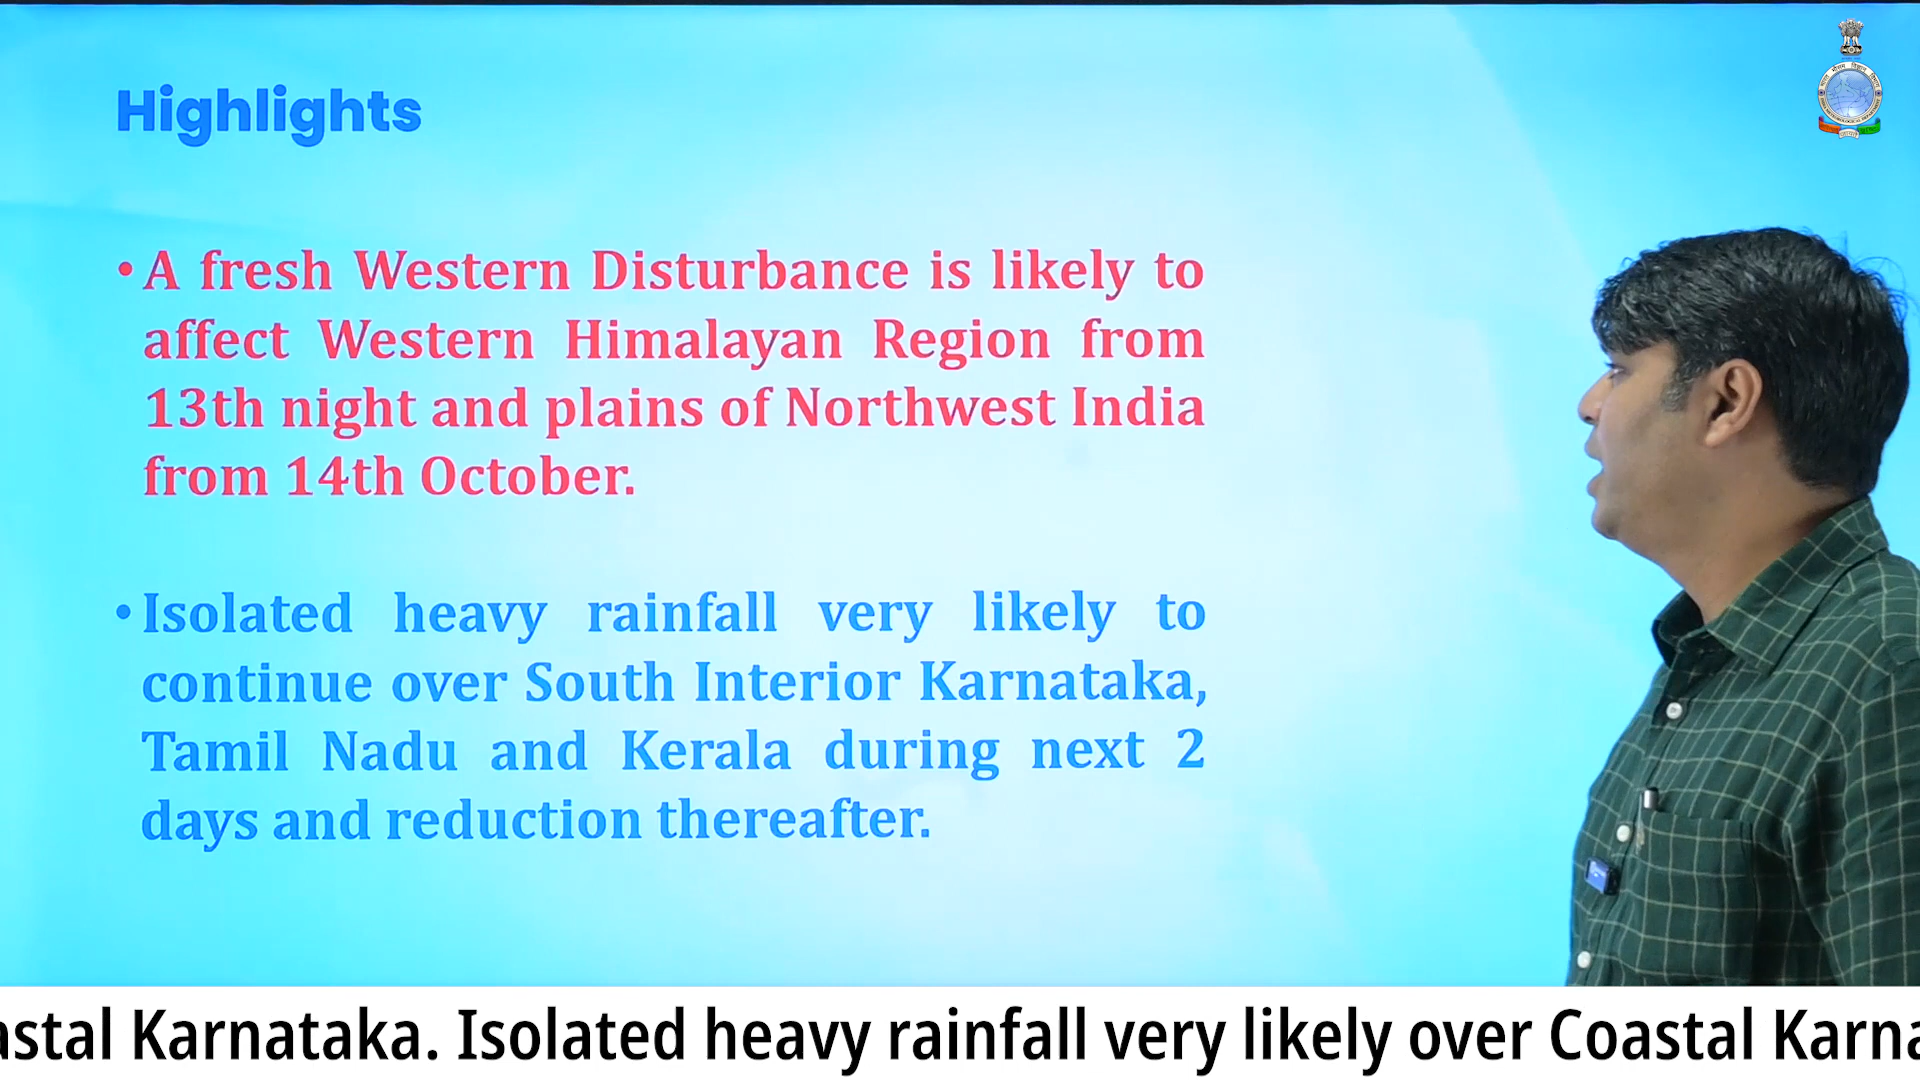 Highlights
•A fresh Western Disturbance is likely to
affect Western Himalayan Region from
13th night and plains of Northwest India
from 14th October.
•Isolated heavy rainfall very likely to
continue over South Interior Karnataka,
Tamil Nadu and Kerala during next 2
days and reduction thereafter.
astal Karnataka. Isolated heavy rainfall very likely over Coastal Karna